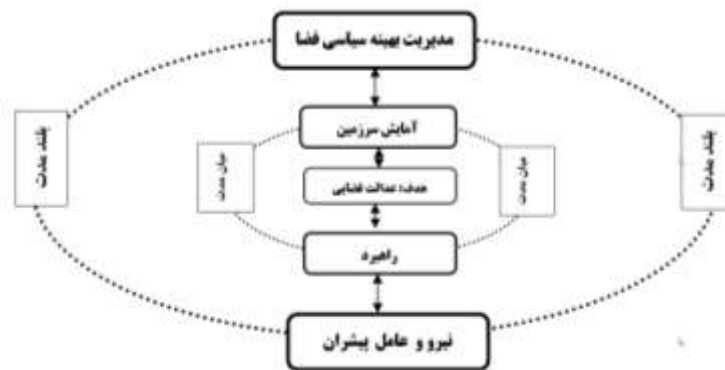 مدیریت بهینه سیاسی فضا
آمایش سرزمین
بلند مدت
میان مدت
میان مدت
بلند مدت
هدف: عدالت فضایی
راهبرد
نیرو و عامل پیشران